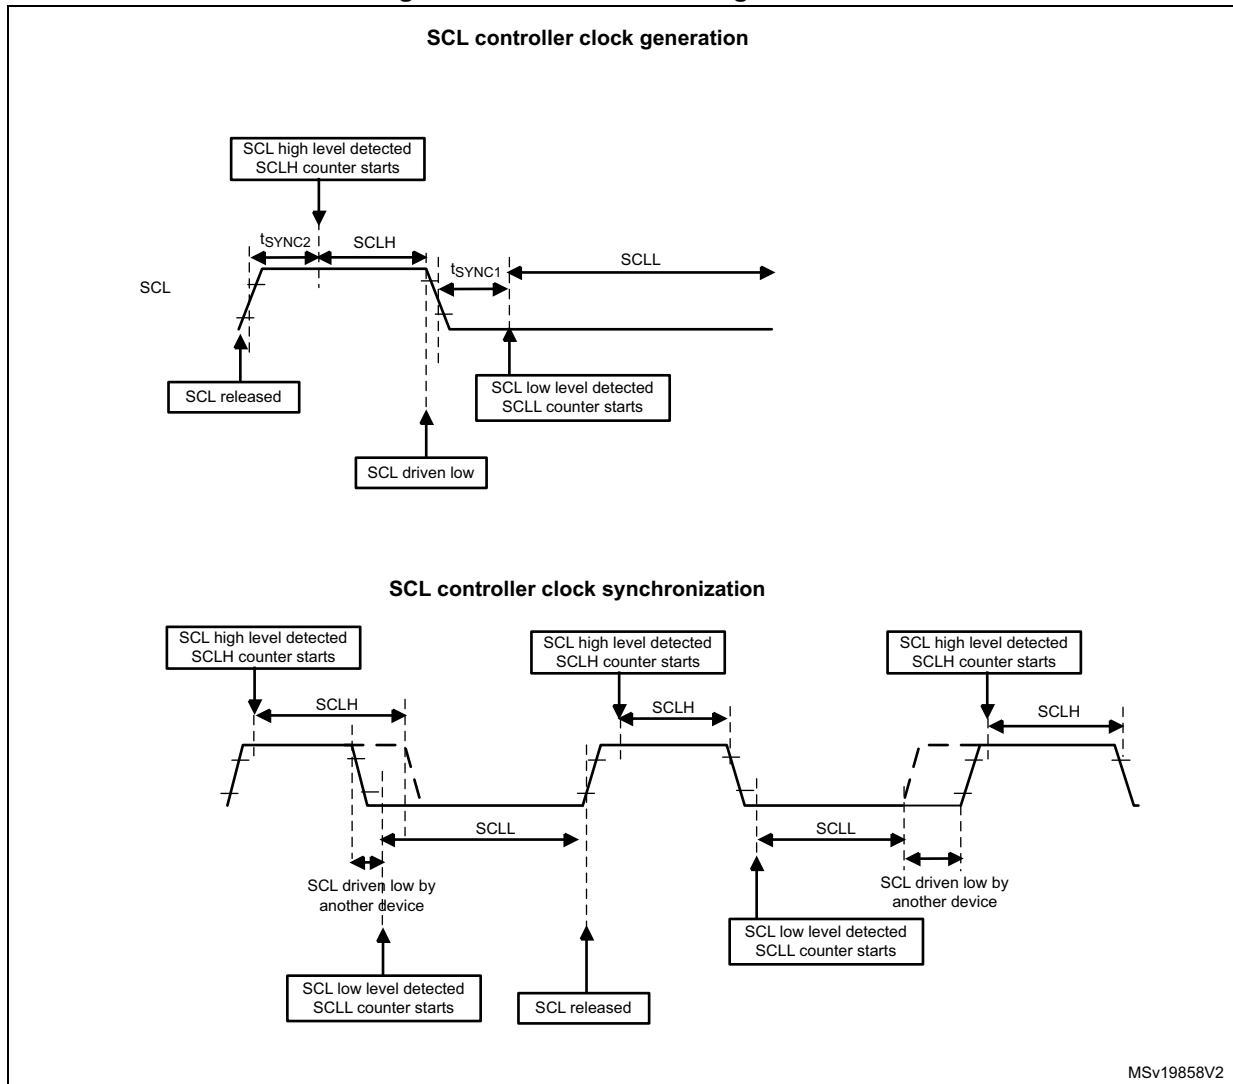 SCL controller clock generation
SCL high level detected
SCLH counter starts
tSYNC2
SCLH
tSYNC1
SCLL
SCL
SCL released
SCL low level detected
SCLL counter starts
SCL driven low
SCL controller clock synchronization
SCL high level detected
SCLH counter starts
SCL high level detected
SCLH counter starts
SCL high level detected
SCLH counter starts
SCLH
SCLH
SCLH
SCLL
SCLL
SCL driven low by
another device
SCL driven low by
another device
SCL low level detected
SCLL counter starts
SCL low level detected
SCLL counter starts
SCL released
MSv19858V2